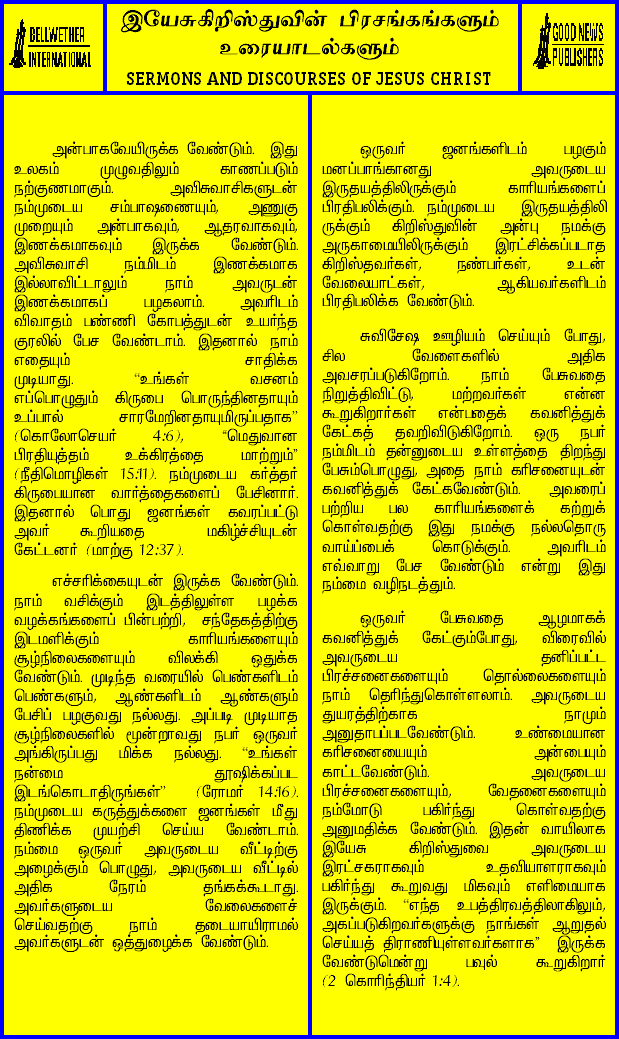 BELLWETHER
INTERNATIONAL
இயேசுகிறிஸ்துவின் பிரசங்கங்களும்
உரையாடல்களும்
SERMONS AND DISCOURSES OF JESUS CHRIST
GOOD NEWS
PUBLISHERS
அன்பாகவேயிருக்க வேண்டும். இது
உலகம் முழுவதிலும் காணப்படும்
நற்குணமாகும். அவிசுவாசிகளுடன்
நம்முடைய சம்பாஷணையும், அணுகு
முறையும் அன்பாகவும், ஆதரவாகவும்,
இணக்கமாகவும் இருக்க வேண்டும்.
அவிசுவாசி நம்மிடம் இணக்கமாக
இல்லாவிட்டாலும் நாம் அவருடன்
இணக்கமாகப் பழகலாம். அவரிடம்
விவாதம் பண்ணி கோபத்துடன் உயர்ந்த
குரலில் பேச வேண்டாம். இதனால் நாம்
எதையும் சாதிக்க
முடியாது. “உங்கள் வசனம்
எப்பொழுதும் கிருபை பொருந்தினதாயும்
உப்பால் சாரமேறினதாயுமிருப்பதாக”
(கொலோசெயர் 4:6), “மெதுவான
பிரதியுத்தம் உக்கிரத்தை மாற்றும்”
(நீதிமொழிகள் 15:11). நம்முடைய கர்த்தர்
கிருபையான வார்த்தைகளைப் பேசினார்.
இதனால் பொது ஜனங்கள் கவரப்பட்டு
அவர் கூறியதை மகிழ்ச்சியுடன்
கேட்டனர் (மாற்கு 12:37).
எச்சரிக்கையுடன் இருக்க வேண்டும்.
நாம் வசிக்கும் இடத்திலுள்ள பழக்க
வழக்கங்களைப் பின்பற்றி, சந்தேகத்திற்கு
இடமளிக்கும் காரியங்களையும்
சூழ்நிலைகளையும் விலக்கி ஒதுக்க
வேண்டும். முடிந்த வரையில் பெண்களிடம்
பெண்களும், ஆண்களிடம் ஆண்களும்
பேசிப் பழகுவது நல்லது. அப்படி முடியாத
சூழ்நிலைகளில் மூன்றாவது நபர் ஒருவர்
அங்கிருப்பது மிக்க நல்லது. “உங்கள்
நன்மை தூஷிக்கப்பட
இடங்கொடாதிருங்கள்” (ரோமர் 14:16).
நம்முடைய கருத்துக்களை ஜனங்கள் மீது
திணிக்க முயற்சி செய்ய வேண்டாம்.
நம்மை ஒருவர் அவருடைய வீட்டிற்கு
அழைக்கும் பொழுது, அவருடைய வீட்டில்
அதிக நேரம் தங்கக்கூடாது.
அவர்களுடைய வேலைகளைச்
செய்வதற்கு நாம் தடையாயிராமல்
அவர்களுடன் ஒத்துழைக்க வேண்டும்.
ஒருவர் ஜனங்களிடம் பழகும்
மனப்பாங்கானது அவருடைய
இருதயத்திலிருக்கும் காரியங்களைப்
பிரதிபலிக்கும். நம்முடைய இருதயத்திலி
ருக்கும் கிறிஸ்துவின் அன்பு நமக்கு
அருகாமையிலிருக்கும் இரட்சிக்கப்படாத
கிறிஸ்தவர்கள், நண்பர்கள், உடன்
வேலையாட்கள், ஆகியவர்களிடம்
பிரதிபலிக்க வேண்டும்.
சுவிசேஷ ஊழியம் செய்யும் போது,
சில வேளைகளில் அதிக
அவசரப்படுகிறோம். நாம் பேசுவதை
நிறுத்திவிட்டு, மற்றவர்கள் என்ன
கூறுகிறார்கள் என்பதைக் கவனித்துக்
கேட்கத் தவறிவிடுகிறோம். ஒரு நபர்
நம்மிடம் தன்னுடைய உள்ளத்தை திறந்து
பேசும்பொழுது, அதை நாம் கரிசனையுடன்
கவனித்துக் கேட்கவேண்டும். அவரைப்
பற்றிய பல காரியங்களைக் கற்றுக்
கொள்வதற்கு இது நமக்கு நல்லதொரு
வாய்ப்பைக் கொடுக்கும். அவரிடம்
எவ்வாறு பேச வேண்டும் என்று இது
நம்மை வழிநடத்தும்.
ஒருவர் பேசுவதை ஆழமாகக்
கவனித்துக் கேட்கும்போது, விரைவில்
அவருடைய தனிப்பட்ட
பிரச்சனைகளையும் தொல்லைகளையும்
நாம் தெரிந்துகொள்ளலாம். அவருடைய
துயரத்திற்காக நாமும்
அனுதாபப்படவேண்டும். உண்மையான
கரிசனையையும் அன்பையும்
காட்டவேண்டும். அவருடைய
பிரச்சனைகளையும், வேதனைகளையும்
நம்மோடு பகிர்ந்து கொள்வதற்கு
அனுமதிக்க வேண்டும். இதன் வாயிலாக
இயேசு கிறிஸ்துவை அவருடைய
இரட்சகராகவும் உதவியாளராகவும்
பகிர்ந்து கூறுவது மிகவும் எளிமையாக
இருக்கும். “எந்த உபத்திரவத்திலாகிலும்,
அகப்படுகிறவர்களுக்கு நாங்கள் ஆறுதல்
செய்யத் திராணியுள்ளவர்களாக” இருக்க
வேண்டுமென்று பவுல் கூறுகிறார்
(2 கொரிந்தியர் 1:4).